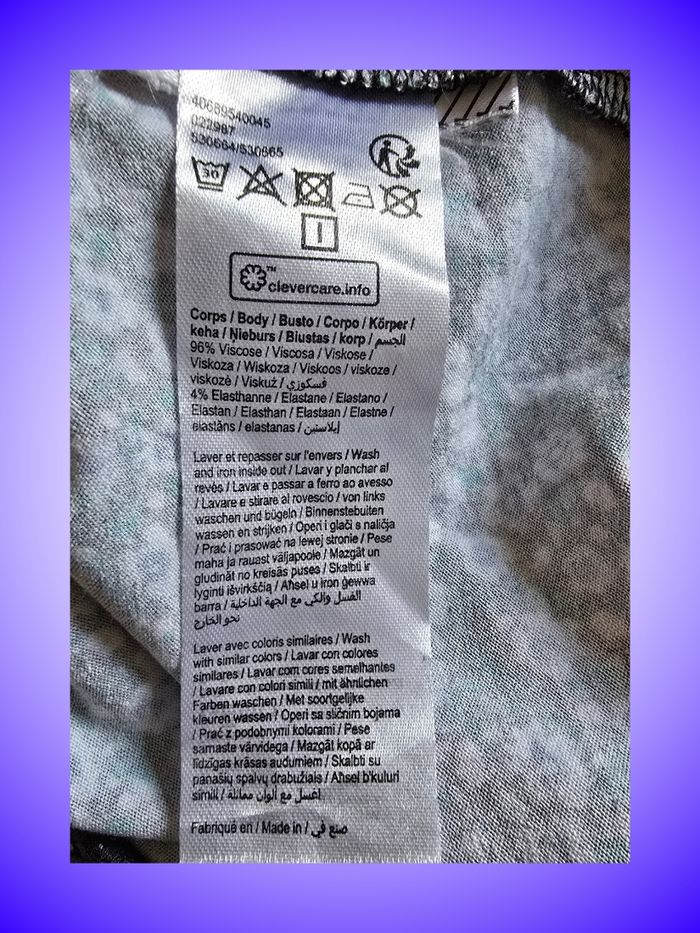 40689540045
022987
530664/530665
30
clevercare.info
TM
Corps / Body / Busto / Corpo / Körper /
keha / Ņieburs / Biustas / korp / الجسم
96% Viscose / Viscosa / Viskose /
Viskoza / Wiskoza / Viskoos / viskoze /
viskozė / Viskuż / فسكوزي
4% Elasthanne / Elastane / Elastano /
Elastan / Elasthan / Elastaan / Elastne /
elastāns / elastanas / إيلاستين
Laver et repasser sur l'envers / Wash
and iron inside out / Lavar y planchar al
revés / Lavar e passar a ferro ao avesso
/ Lavare e stirare al rovescio / von links
waschen und bügeln / Binnenstebuiten
wassen en strijken / Operi i glači s naličja
/ Prać i prasować na lewej stronie / Pese
maha ja rauast väljapoole / Mazgāt un
gludināt no kreisās puses / Skalbti ir
lyginti išvirkščią / Aħsel u iron ġewwa
barra / الغسل والكي مع الجهة الداخلية
نحو الخارج
Laver avec coloris similaires / Wash
with similar colors / Lavar con colores
similares / Lavar com cores semelhantes
/ Lavare con colori simili / mit ähnlichen
Farben waschen / Met soortgelijke
kleuren wassen / Operi sa sličnim bojama
/ Prać z podobnymi kolorami / Pese
samaste värvidega / Mazgāt kopā ar
līdzīgas krāsas audumiem / Skalbti su
panašių spalvų drabužiais / Aħsel b'kuluri
simili / اغسل مع ألوان مماثلة
Fabriqué en / Made in / صنع في